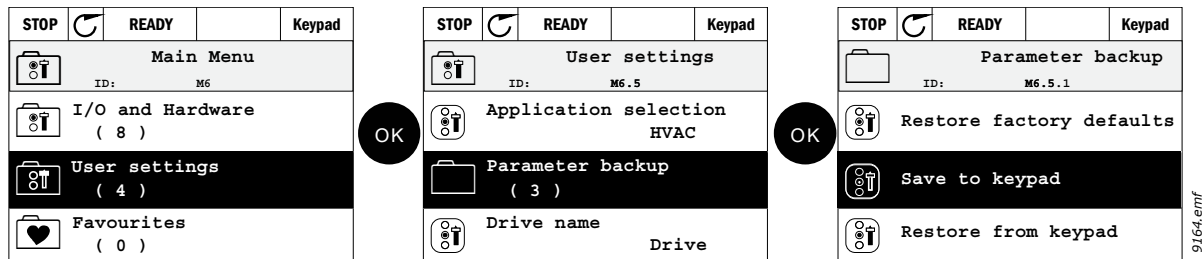 STOP READY Keypad
Main Menu
ID: M6
I/O and Hardware
( 8 )
User settings
( 4 )
Favourites
( 0 )
OK
STOP READY Keypad
User settings
ID: M6.5
Application selection
HVAC
Parameter backup
( 3 )
Drive name
Drive
OK
STOP READY Keypad
Parameter backup
ID: M6.5.1
Restore factory defaults
Save to keypad
Restore from keypad
9164.emf